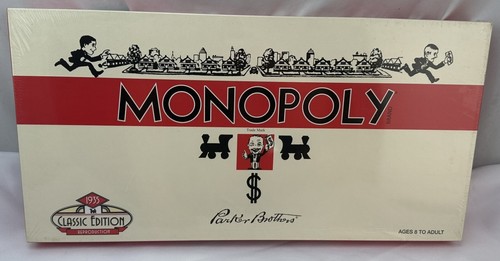 MONOPOLY
Trade Mark
$
1935
CLASSIC EDITION
REPRODUCTION
Parker Brothers
AGES 8 TO ADULT